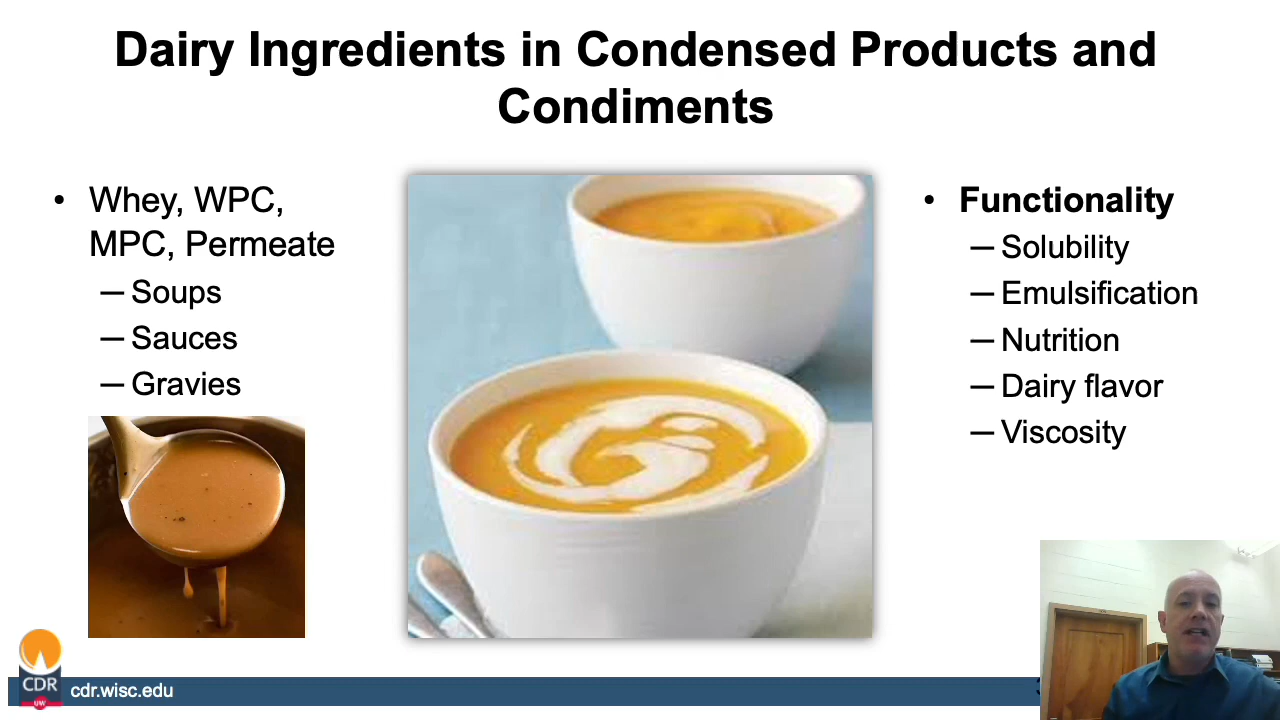 Dairy Ingredients in Condensed Products and
Condiments
• Whey, WPC,
MPC, Permeate
– Soups
– Sauces
– Gravies
• Functionality
– Solubility
– Emulsification
– Nutrition
– Dairy flavor
– Viscosity
CDR
UW
cdr.wisc.edu